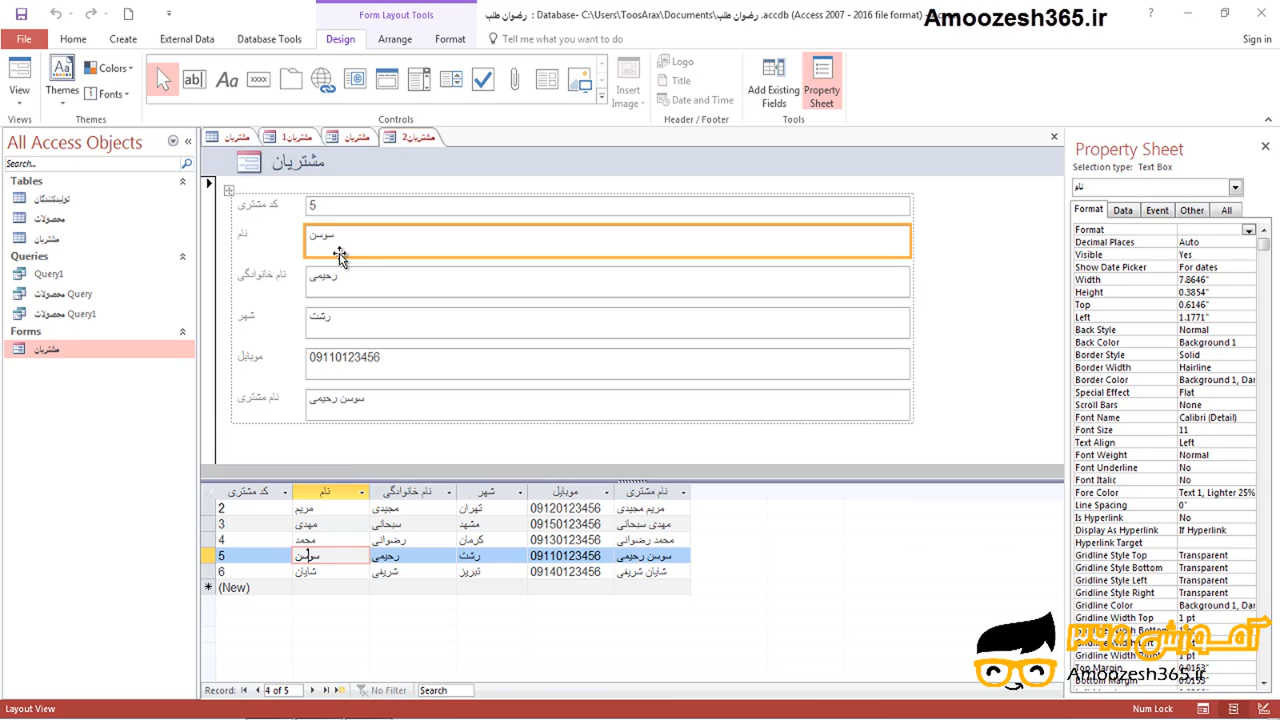 Form Layout Tools
رضوان طلب : Database- C:\Users\ToosArax\Documents\رضوان طلب.accdb (Access 2007 - 2016 file format) -
Amoozesh365.ir
File
Home
Create
External Data
Database Tools
Design
Arrange
Format
Tell me what you want to do
Sign in
View
Themes
Colors
Fonts
Insert Image
Logo
Title
Date and Time
Add Existing Fields
Property Sheet
Views
Themes
Controls
Header / Footer
Tools
All Access Objects
Search...
Tables
تولیدکنندگان
محصولات
مشتریان
Queries
Query1
محصولات Query
محصولات Query1
Forms
مشتریان
مشتریان
مشتریان1
مشتریان
مشتریان2
مشتریان
کد مشتری 5
نام سوسن
نام خانوادگی رحیمی
شهر رشت
موبایل 09110123456
نام مشتری سوسن رحیمی
کد مشتری نام نام خانوادگی شهر موبایل نام مشتری
2 مریم مجیدی تهران 09120123456 مریم مجیدی
3 مهدی سبحانی مشهد 09150123456 مهدی سبحانی
4 محمد رضوانی کرمان 09130123456 محمد رضوانی
5 سوسن رحیمی رشت 09110123456 سوسن رحیمی
6 شایان شریفی تبریز 09140123456 شایان شریفی
(New)
Record: 4 of 5 No Filter Search
Property Sheet
Selection type: Text Box
نام
Format Data Event Other All
Format
Decimal Places Auto
Visible Yes
Show Date Picker For dates
Width 7.8646"
Height 0.3854"
Top 0.6146"
Left 1.1771"
Back Style Normal
Back Color Background 1
Border Style Solid
Border Width Hairline
Border Color Background 1, Dar
Special Effect Flat
Scroll Bars None
Font Name Calibri (Detail)
Font Size 11
Text Align Left
Font Weight Normal
Font Underline No
Font Italic No
Fore Color Text 1, Lighter 25%
Line Spacing 0"
Is Hyperlink No
Display As Hyperlink If Hyperlink
Hyperlink Target
Gridline Style Top Transparent
Gridline Style Bottom Transparent
Gridline Style Left Transparent
Gridline Style Right Transparent
Gridline Color Background 1, Dar
Gridline Width Top 1 pt
Gridline Width Bottom 1 pt
آموزش ۳۶۵
Amoozesh365.ir
Layout View
Num Lock